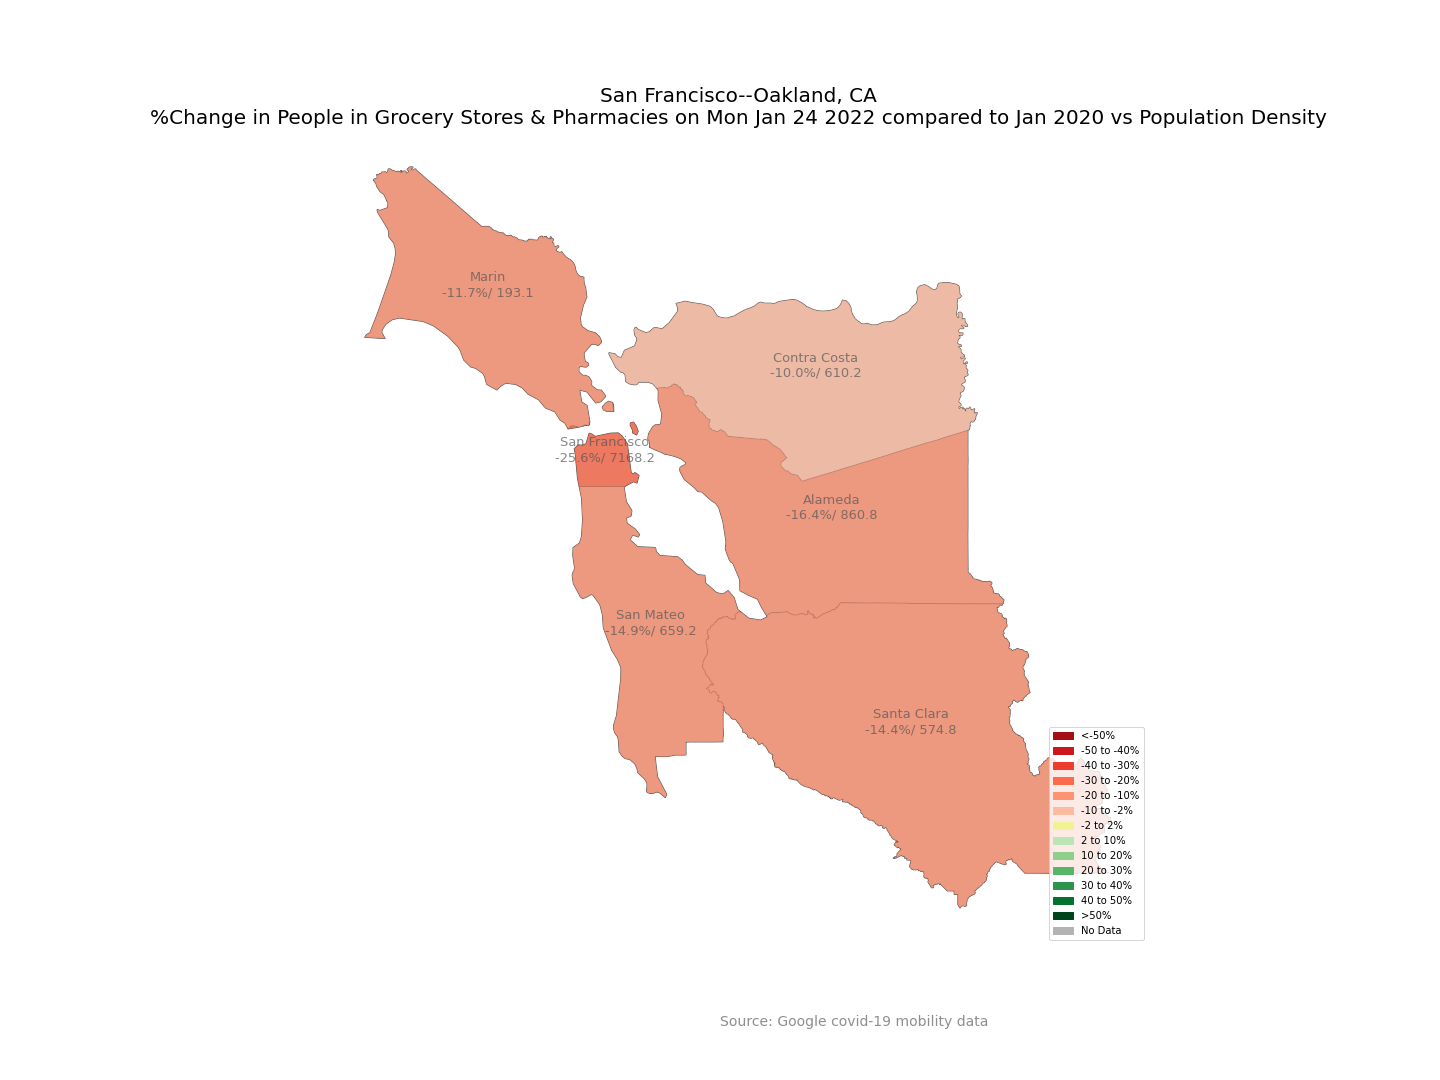 San Francisco--Oakland, CA
%Change in People in Grocery Stores & Pharmacies on Mon Jan 24 2022 compared to Jan 2020 vs Population Density
Marin
-11.7%/ 193.1
Contra Costa
-10.0%/ 610.2
San Francisco
-25.6%/ 7168.2
Alameda
-16.4%/ 860.8
San Mateo
-14.9%/ 659.2
Santa Clara
-14.4%/ 574.8
<-50%
-50 to -40%
-40 to -30%
-30 to -20%
-20 to -10%
-10 to -2%
-2 to 2%
2 to 10%
10 to 20%
20 to 30%
30 to 40%
40 to 50%
>50%
No Data
Source: Google covid-19 mobility data